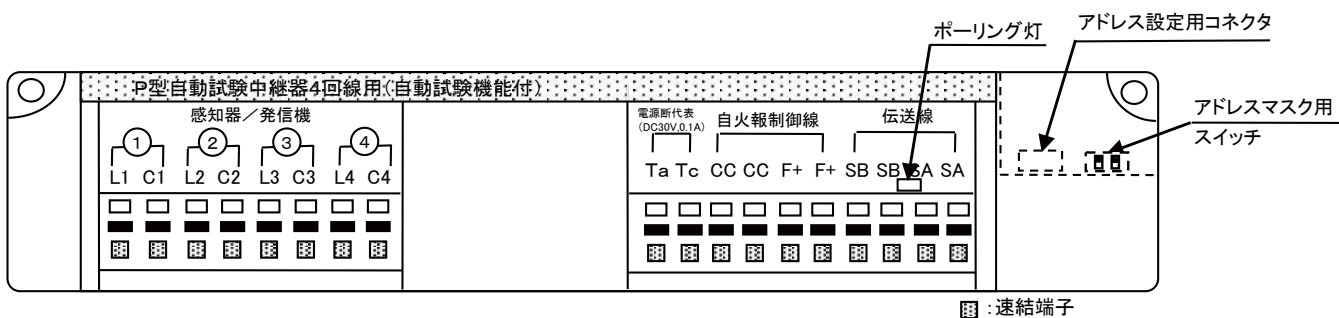 ポーリング灯
アドレス設定用コネクタ
P型自動試験中継器4回線用(自動試験機能付)
アドレスマスク用
スイッチ
感知器/発信機
① ② ③ ④
L1 C1 L2 C2 L3 C3 L4 C4
電源断代表
(DC30V,0.1A)
自火報制御線
伝送線
Ta Tc CC CC F+ F+ SB SB SA SA
:速結端子